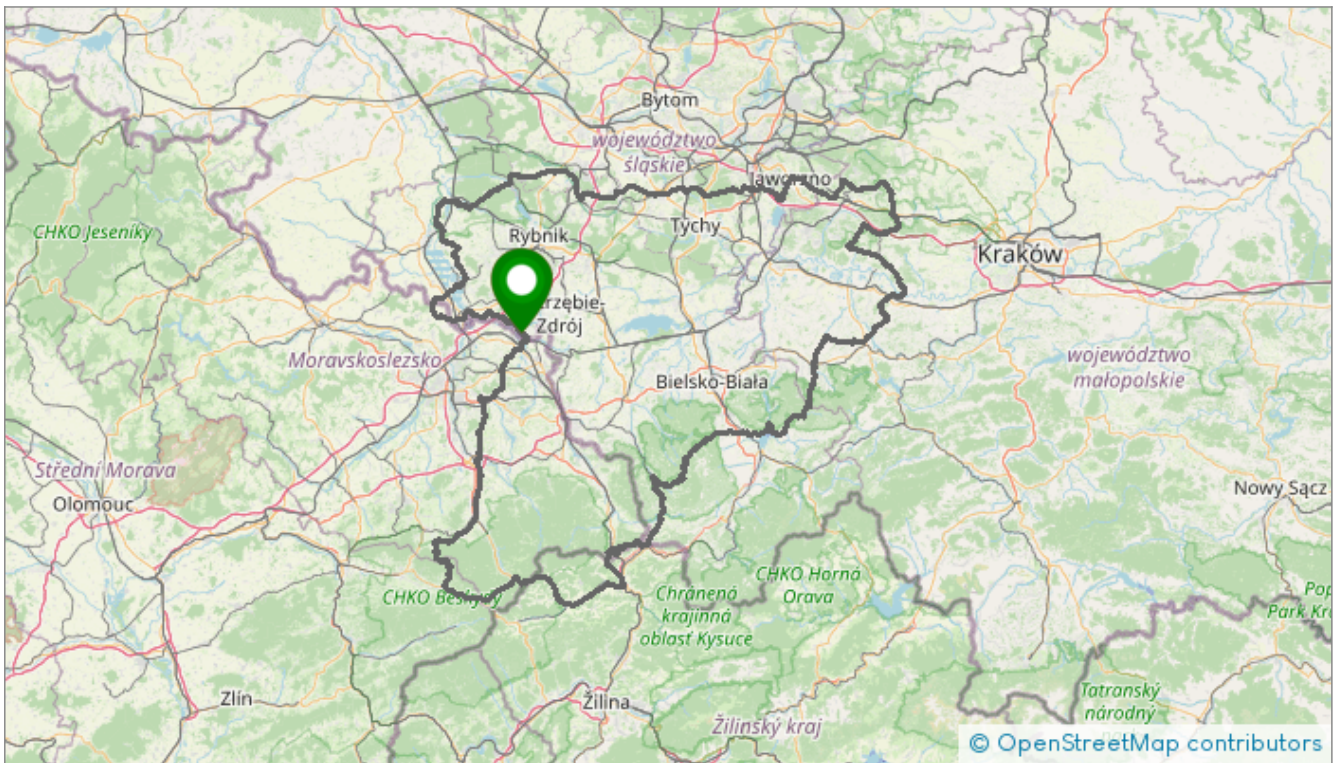 Bytom
województwo
śląskie
Jaworzno
CHKO Jeseníky
Rybnik
Tychy
Kraków
Zdrój
Moravskoslezsko
województwo
małopolskie
Bielsko-Biała
Střední Morava
Olomouc
Nowy Sącz
CHKO Beskydy
Chránená
krajinná
oblasť Kysuce
CHKO Horná
Orava
Park
Zlín
Žilina
Žilinský kraj
Tatranský
národný
© OpenStreetMap contributors